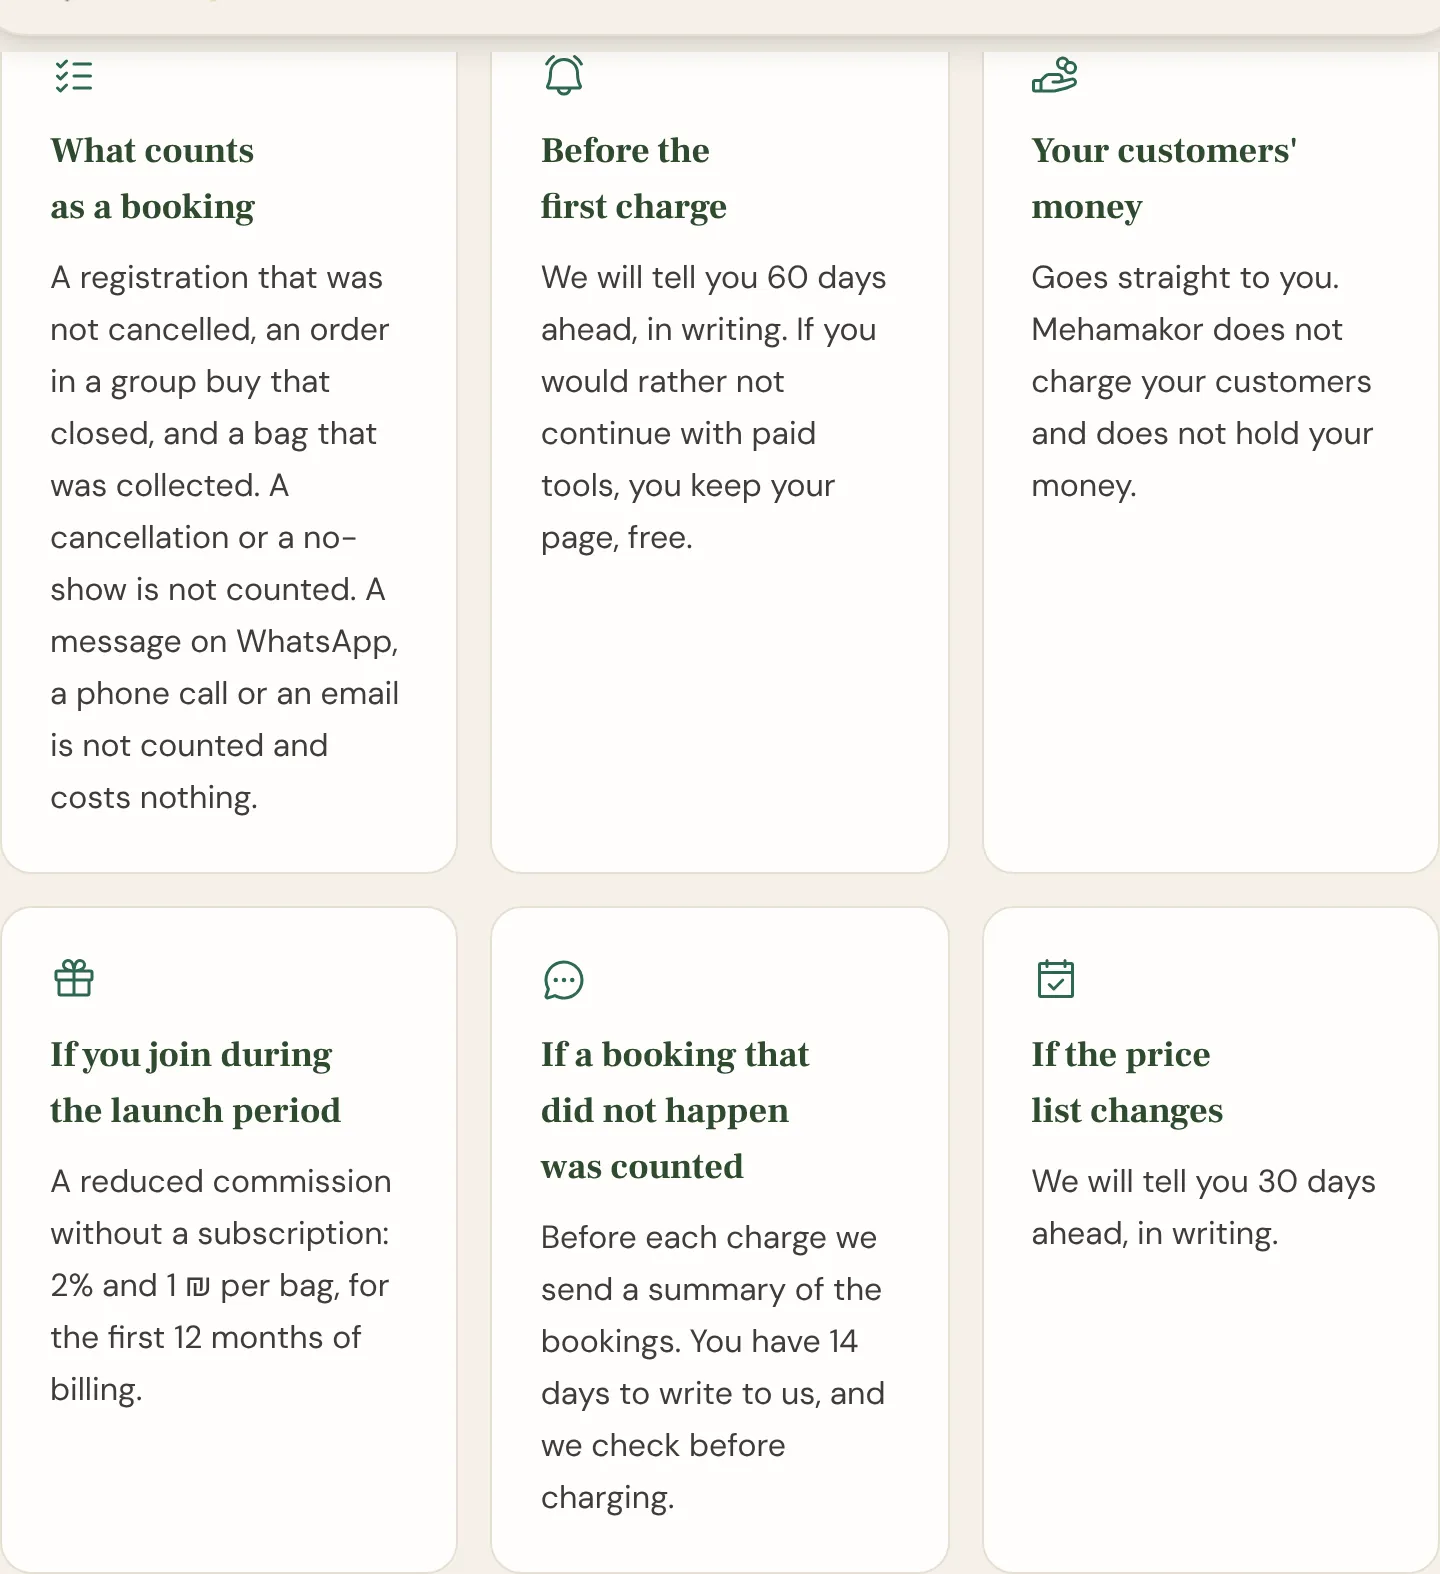 What counts
as a booking
A registration that was
not cancelled, an order
in a group buy that
closed, and a bag that
was collected. A
cancellation or a no-
show is not counted. A
message on WhatsApp,
a phone call or an email
is not counted and
costs nothing.
Before the
first charge
We will tell you 60 days
ahead, in writing. If you
would rather not
continue with paid
tools, you keep your
page, free.
Your customers'
money
Goes straight to you.
Mehamakor does not
charge your customers
and does not hold your
money.
If you join during
the launch period
A reduced commission
without a subscription:
2% and 1 ₪ per bag, for
the first 12 months of
billing.
If a booking that
did not happen
was counted
Before each charge we
send a summary of the
bookings. You have 14
days to write to us, and
we check before
charging.
If the price
list changes
We will tell you 30 days
ahead, in writing.